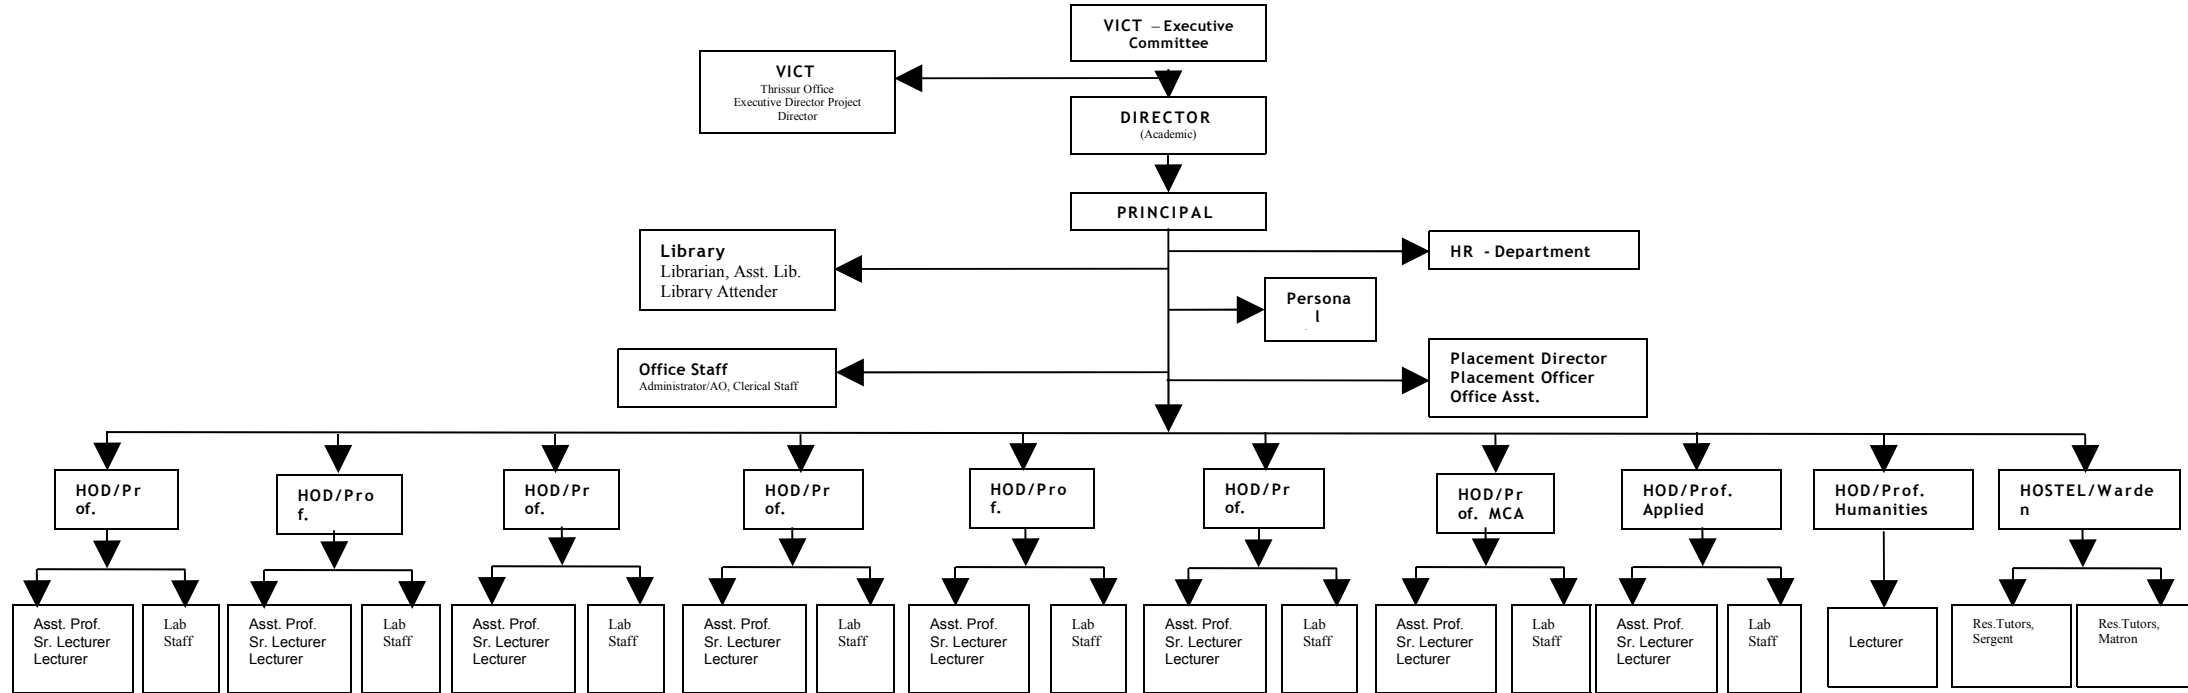 VICT – Executive
Committee
VICT
Thrissur Office
Executive Director Project
Director
DIRECTOR
(Academic)
PRINCIPAL
Library
Librarian, Asst. Lib.
Library Attender
HR - Department
Persona
l
Office Staff
Administrator/AO, Clerical Staff
Placement Director
Placement Officer
Office Asst.
HOD/Pr
of.
HOD/Pro
f.
HOD/Pr
of.
HOD/Pr
of.
HOD/Pro
f.
HOD/Pr
of.
HOD/Pr
of. MCA
HOD/Prof.
Applied
HOD/Prof.
Humanities
HOSTEL/Warde
n
Asst. Prof.
Sr. Lecturer
Lecturer
Lab
Staff
Asst. Prof.
Sr. Lecturer
Lecturer
Lab
Staff
Asst. Prof.
Sr. Lecturer
Lecturer
Lab
Staff
Asst. Prof.
Sr. Lecturer
Lecturer
Lab
Staff
Asst. Prof.
Sr. Lecturer
Lecturer
Lab
Staff
Asst. Prof.
Sr. Lecturer
Lecturer
Lab
Staff
Asst. Prof.
Sr. Lecturer
Lecturer
Lab
Staff
Asst. Prof.
Sr. Lecturer
Lecturer
Lab
Staff
Lecturer
Res.Tutors,
Sergent
Res.Tutors,
Matron